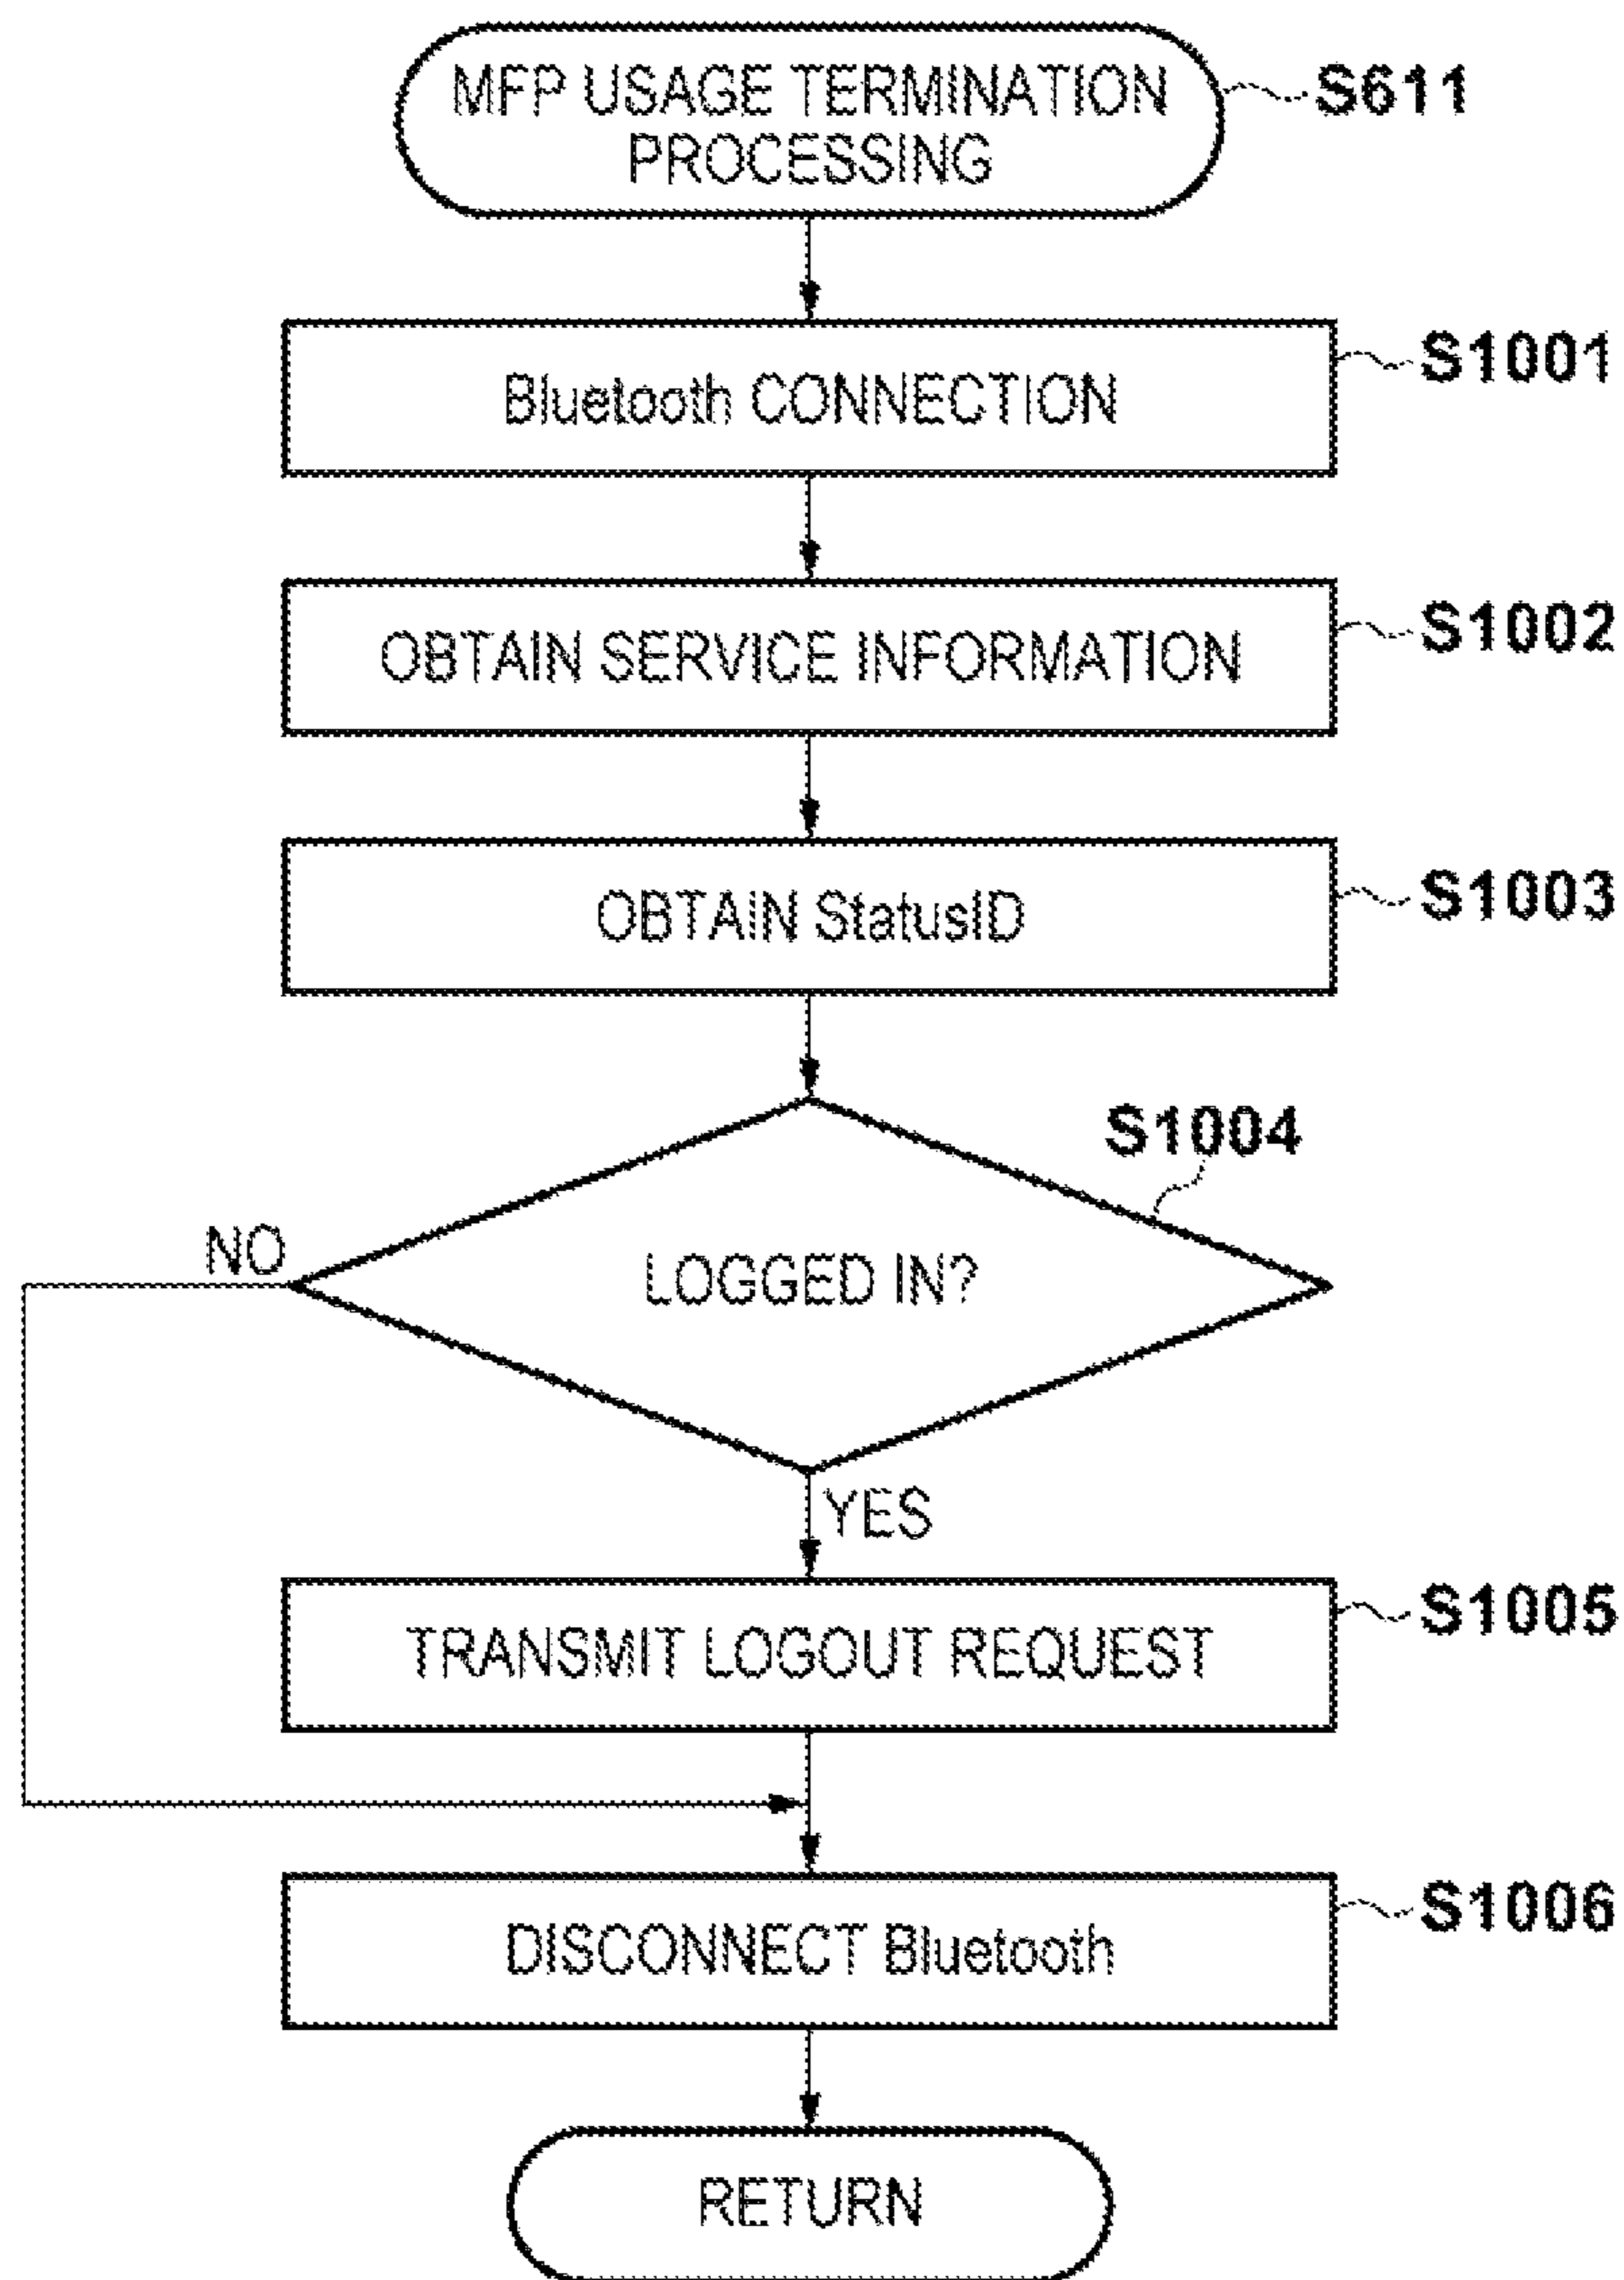 MFP USAGE TERMINATION
PROCESSING
S611
Bluetooth CONNECTION
S1001
OBTAIN SERVICE INFORMATION
S1002
OBTAIN StatusID
S1003
S1004
NO
LOGGED IN?
YES
TRANSMIT LOGOUT REQUEST
S1005
DISCONNECT Bluetooth
S1006
RETURN